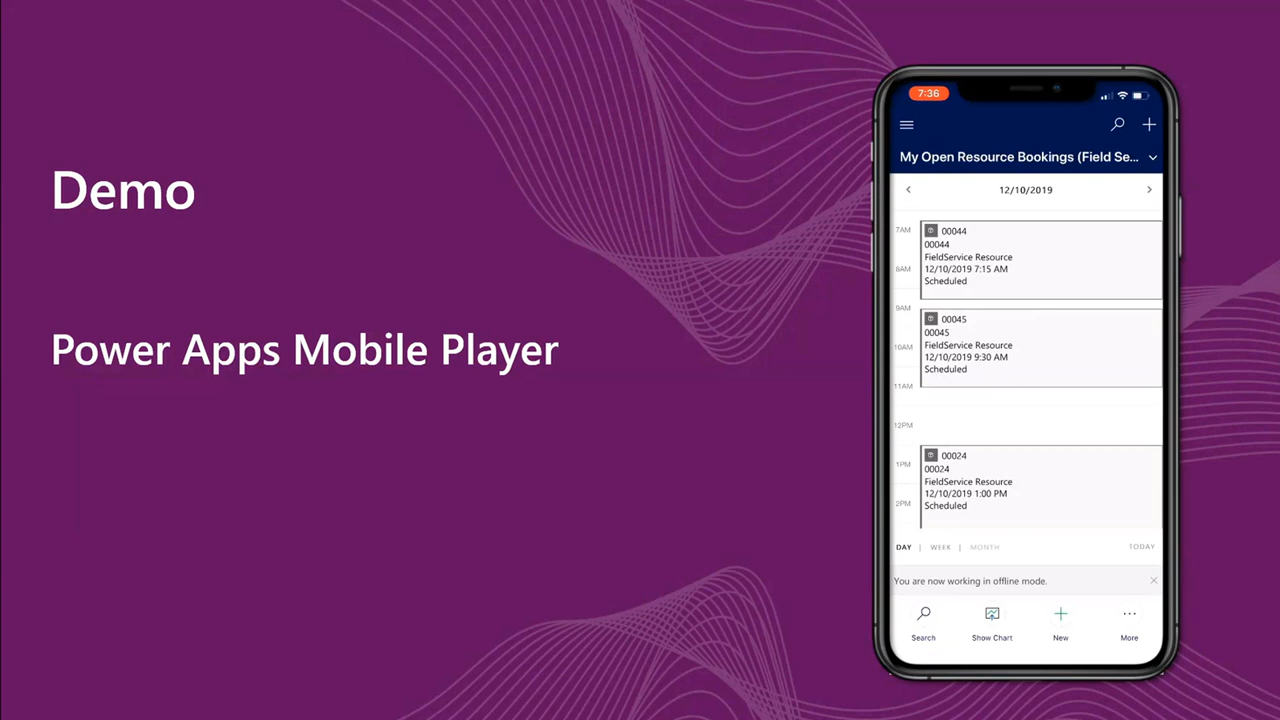 Demo
Power Apps Mobile Player
7:36
My Open Resource Bookings (Field Se...
12/10/2019
7AM
00044
00044
FieldService Resource
8AM
12/10/2019 7:15 AM
Scheduled
9AM
00045
00045
FieldService Resource
10AM
12/10/2019 9:30 AM
Scheduled
11AM
12PM
00024
1PM
00024
FieldService Resource
12/10/2019 1:00 PM
2PM
Scheduled
DAY | WEEK | MONTH TODAY
You are now working in offline mode.
Search Show Chart New More